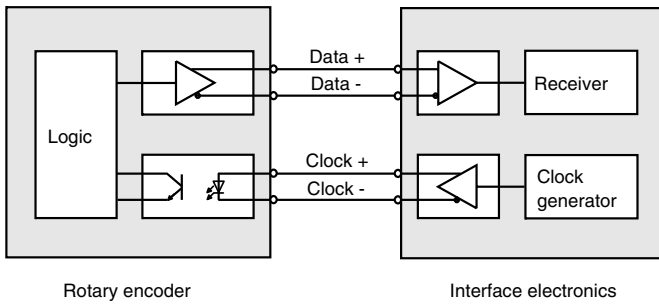 Data +
Data -
Receiver
Logic
Clock +
Clock -
Clock
generator
Rotary encoder
Interface electronics